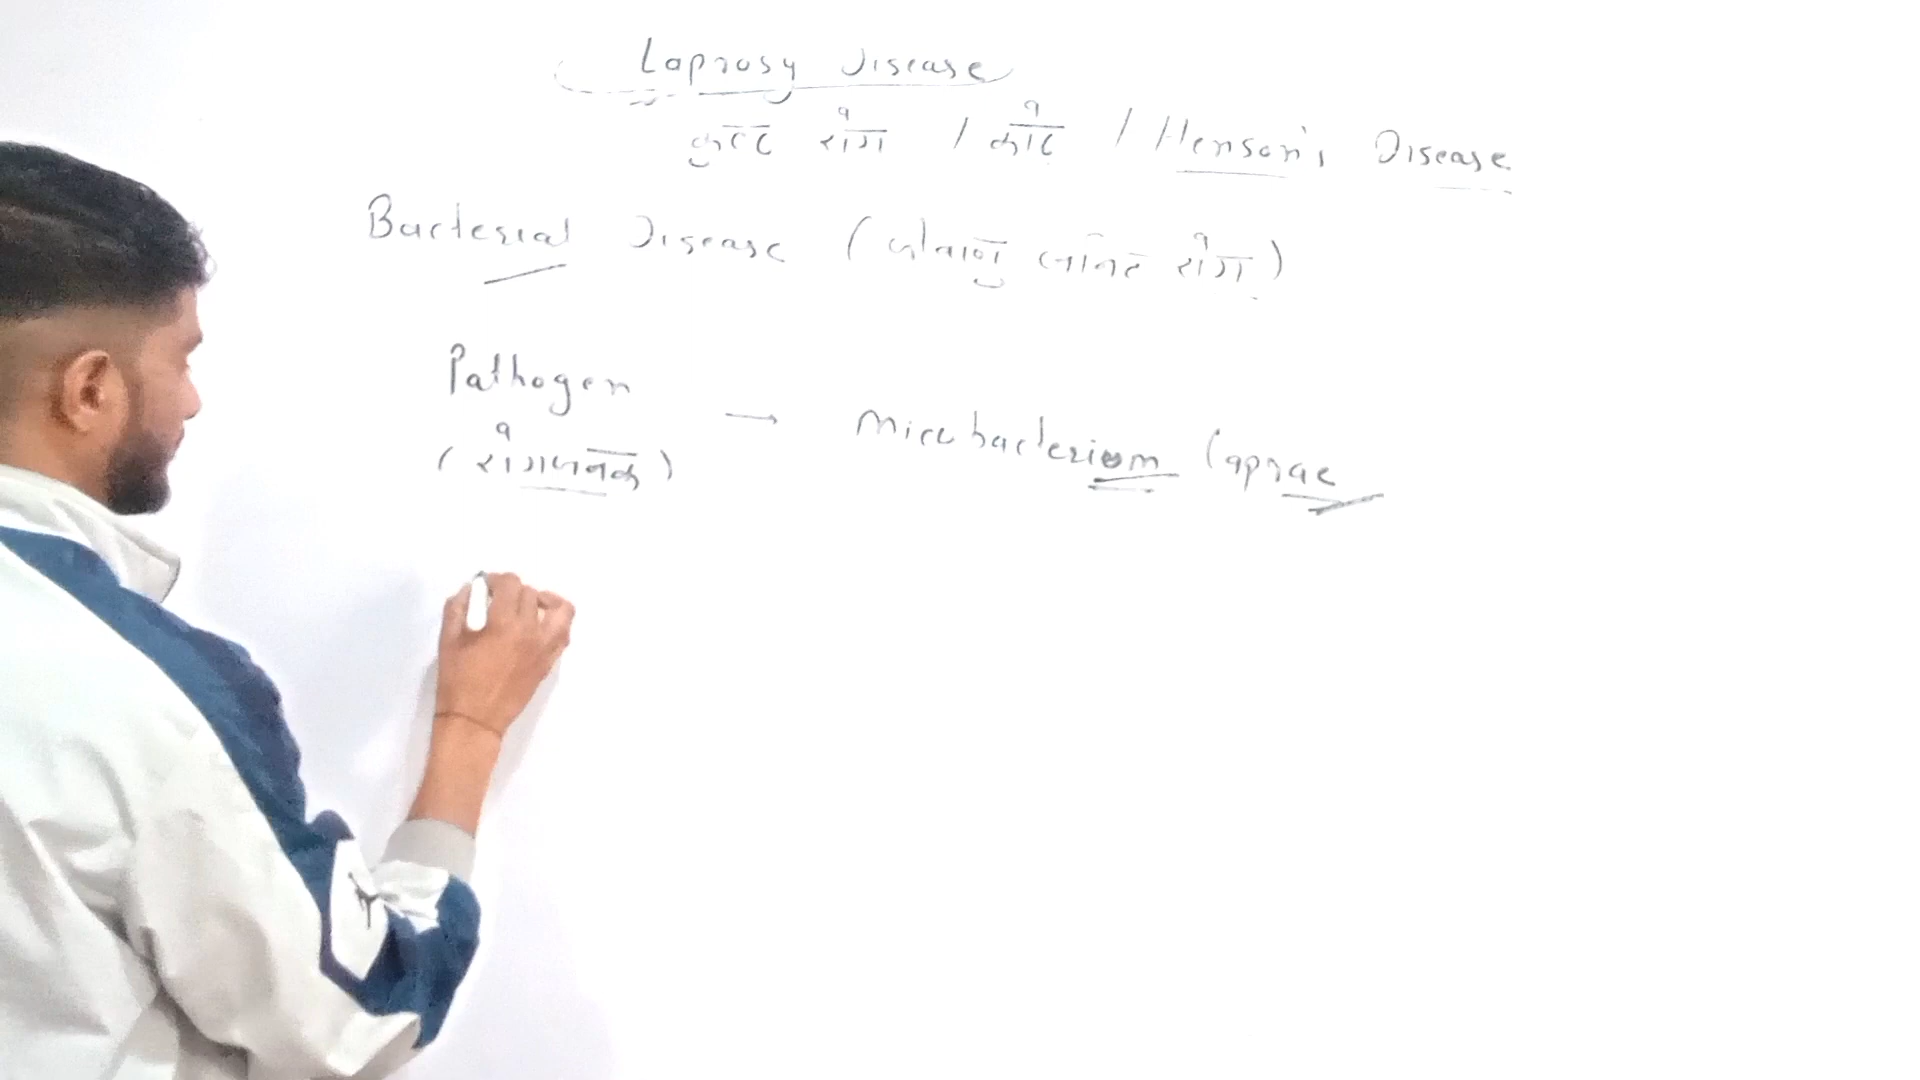 Laprosy Disease
कुष्ट रोग / कोढ / Henson's Disease
Bacterial Disease (जीवाणु जनित रोग)
Pathogen
(रोगजनक) → Micobacterium Laprae